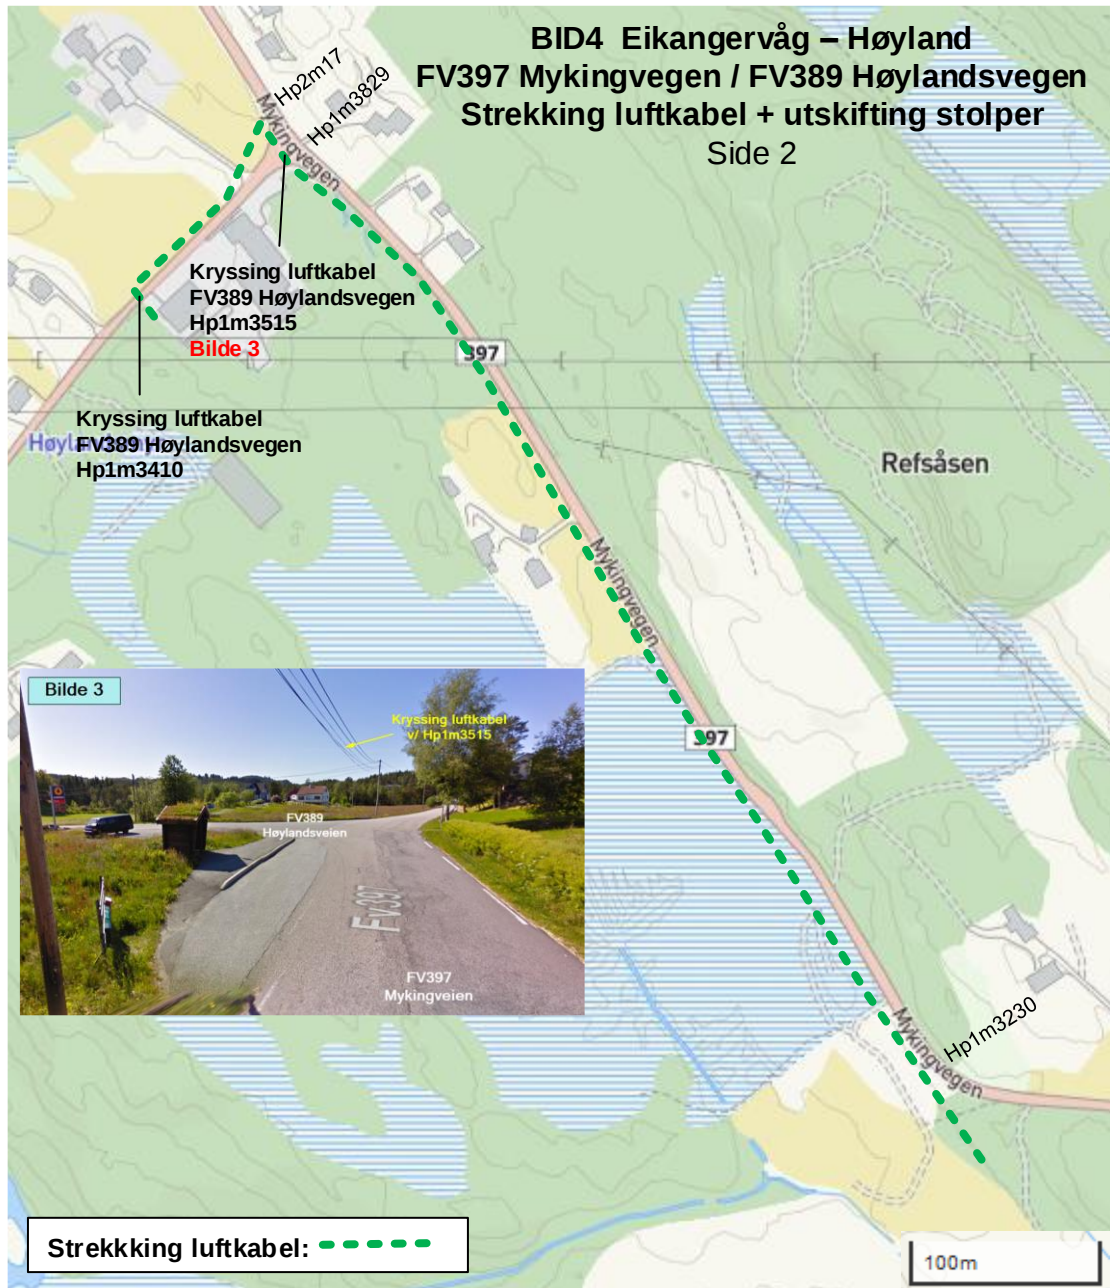 BID4 Eikangervåg – Høyland
FV397 Mykingvegen / FV389 Høylandsvegen
Strekking luftkabel + utskifting stolper
Side 2
Hp2m17
Hp1m3829
Mykingvegen
Kryssing luftkabel
FV389 Høylandsvegen
Hp1m3515
Bilde 3
397
Kryssing luftkabel
FV389 Høylandsvegen
Hp1m3410
Refsåsen
Mykingvegen
397
Bilde 3
Kryssing luftkabel
v/ Hp1m3515
FV389
Høylandsveien
FV397
FV397
Mykingveien
Hp1m3230
Mykingvegen
Strekkking luftkabel:
100m